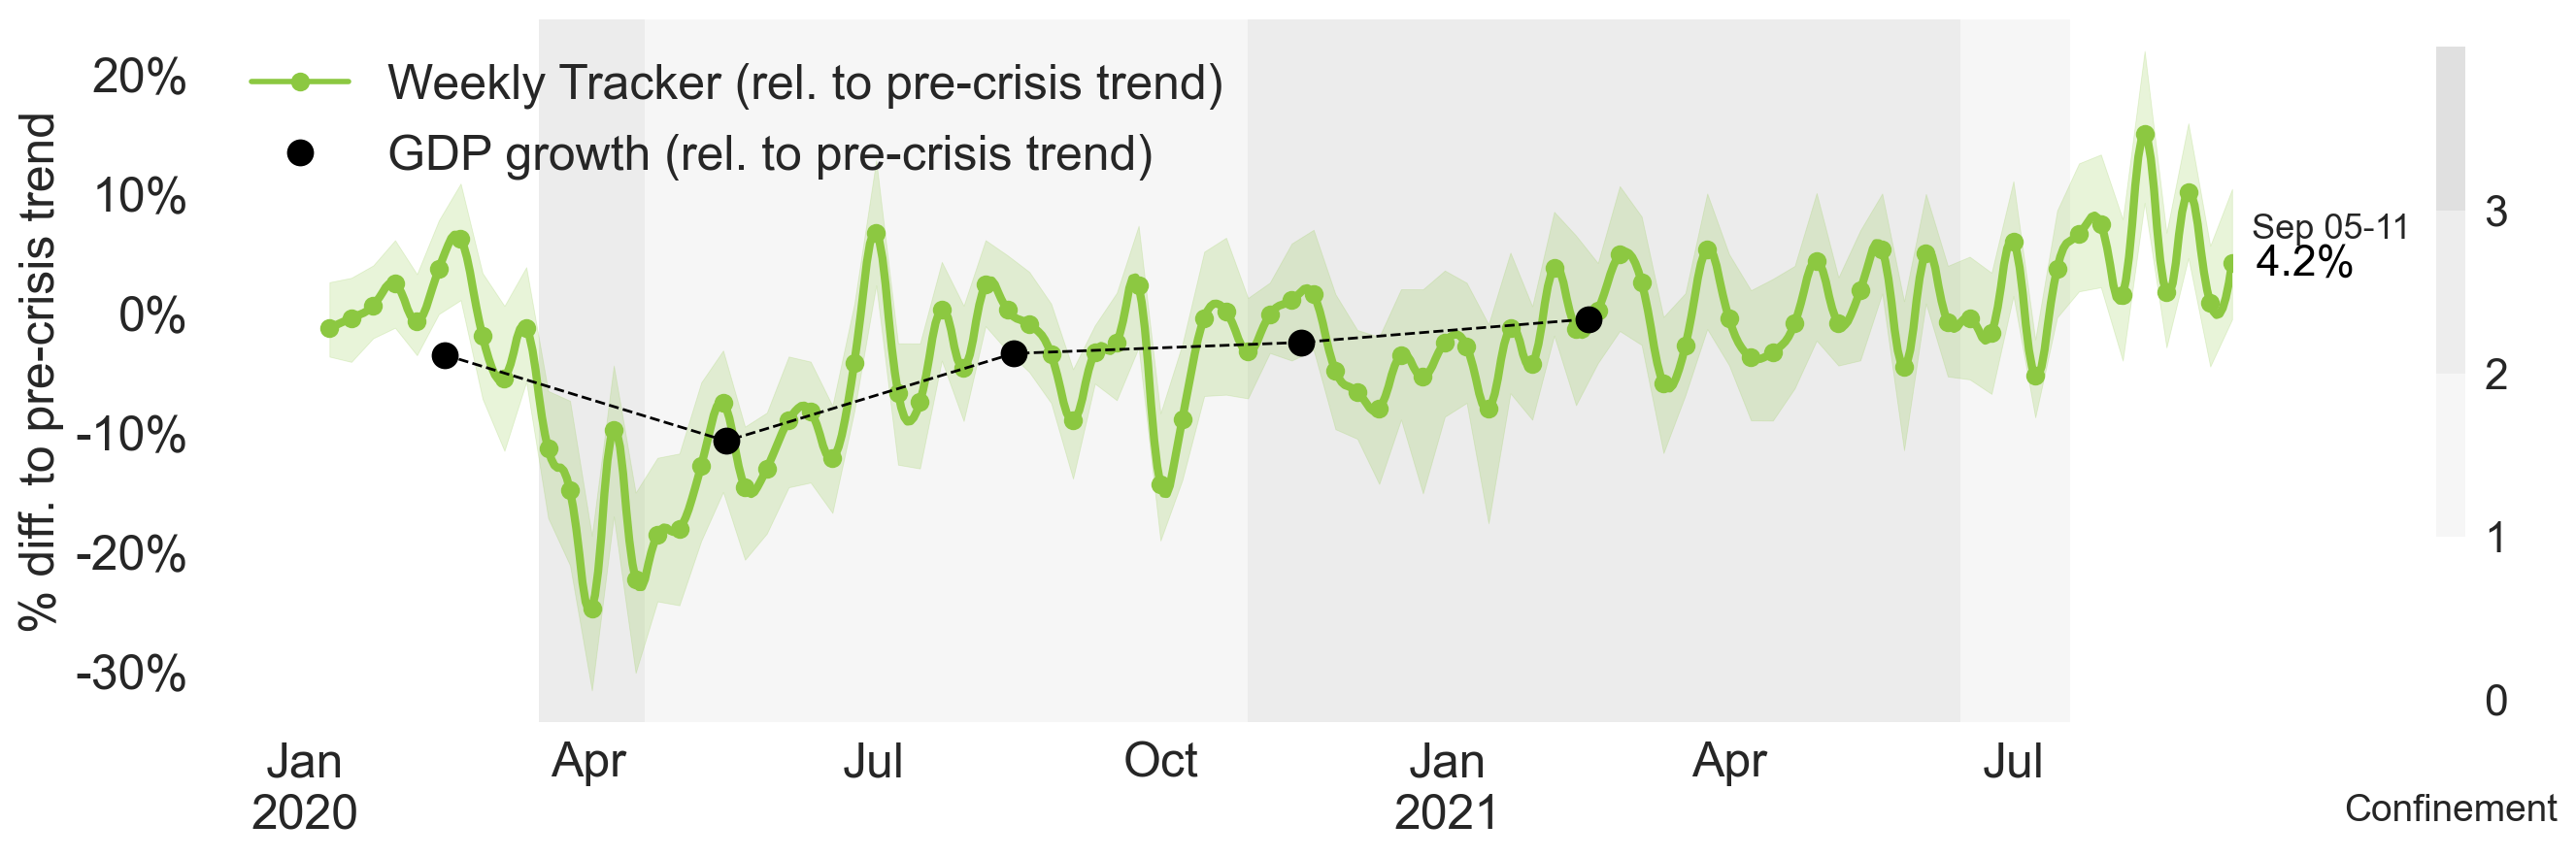 % diff. to pre-crisis trend
20%
10%
0%
-10%
-20%
-30%
Weekly Tracker (rel. to pre-crisis trend)
GDP growth (rel. to pre-crisis trend)
Sep 05-11
4.2%
3
2
1
0
Jan
2020
Apr
Jul
Oct
Jan
2021
Apr
Jul
Confinement